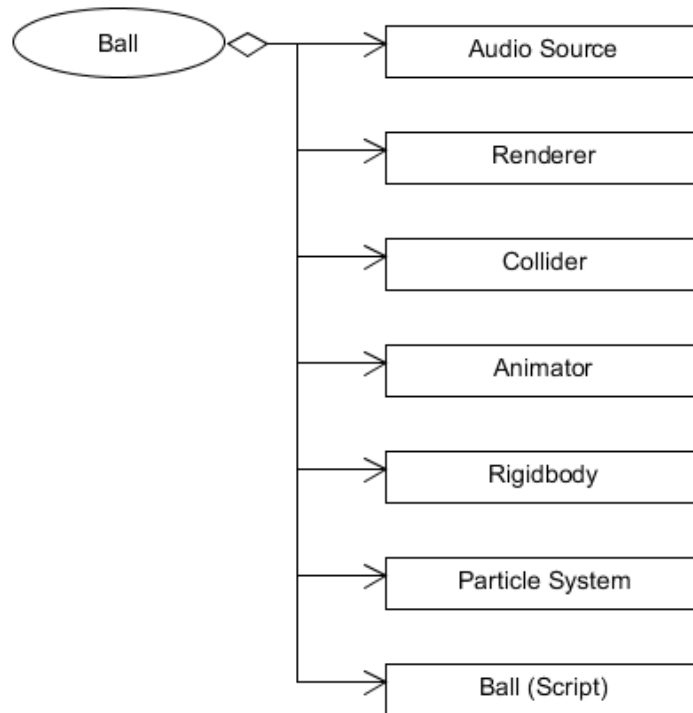 Ball
Audio Source
Renderer
Collider
Animator
Rigidbody
Particle System
Ball (Script)